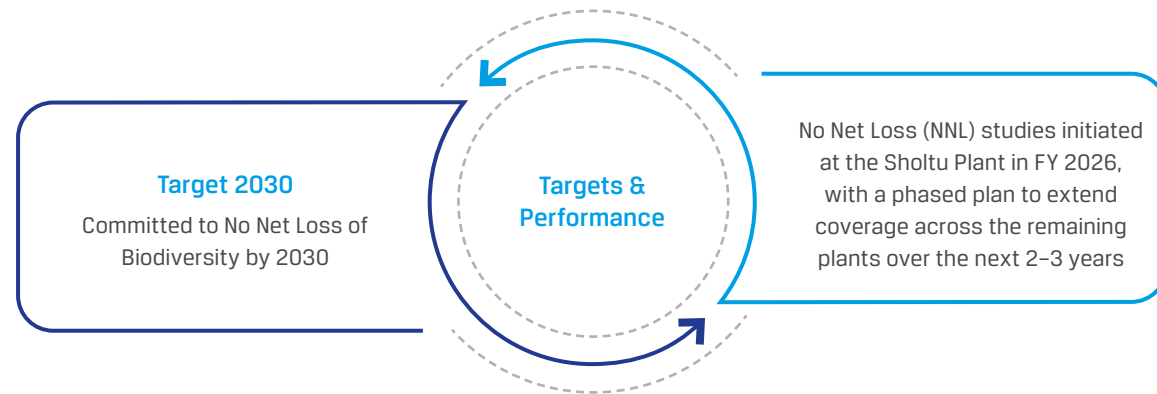 Target 2030
Committed to No Net Loss of
Biodiversity by 2030
Targets &
Performance
No Net Loss (NNL) studies initiated
at the Sholtu Plant in FY 2026,
with a phased plan to extend
coverage across the remaining
plants over the next 2–3 years